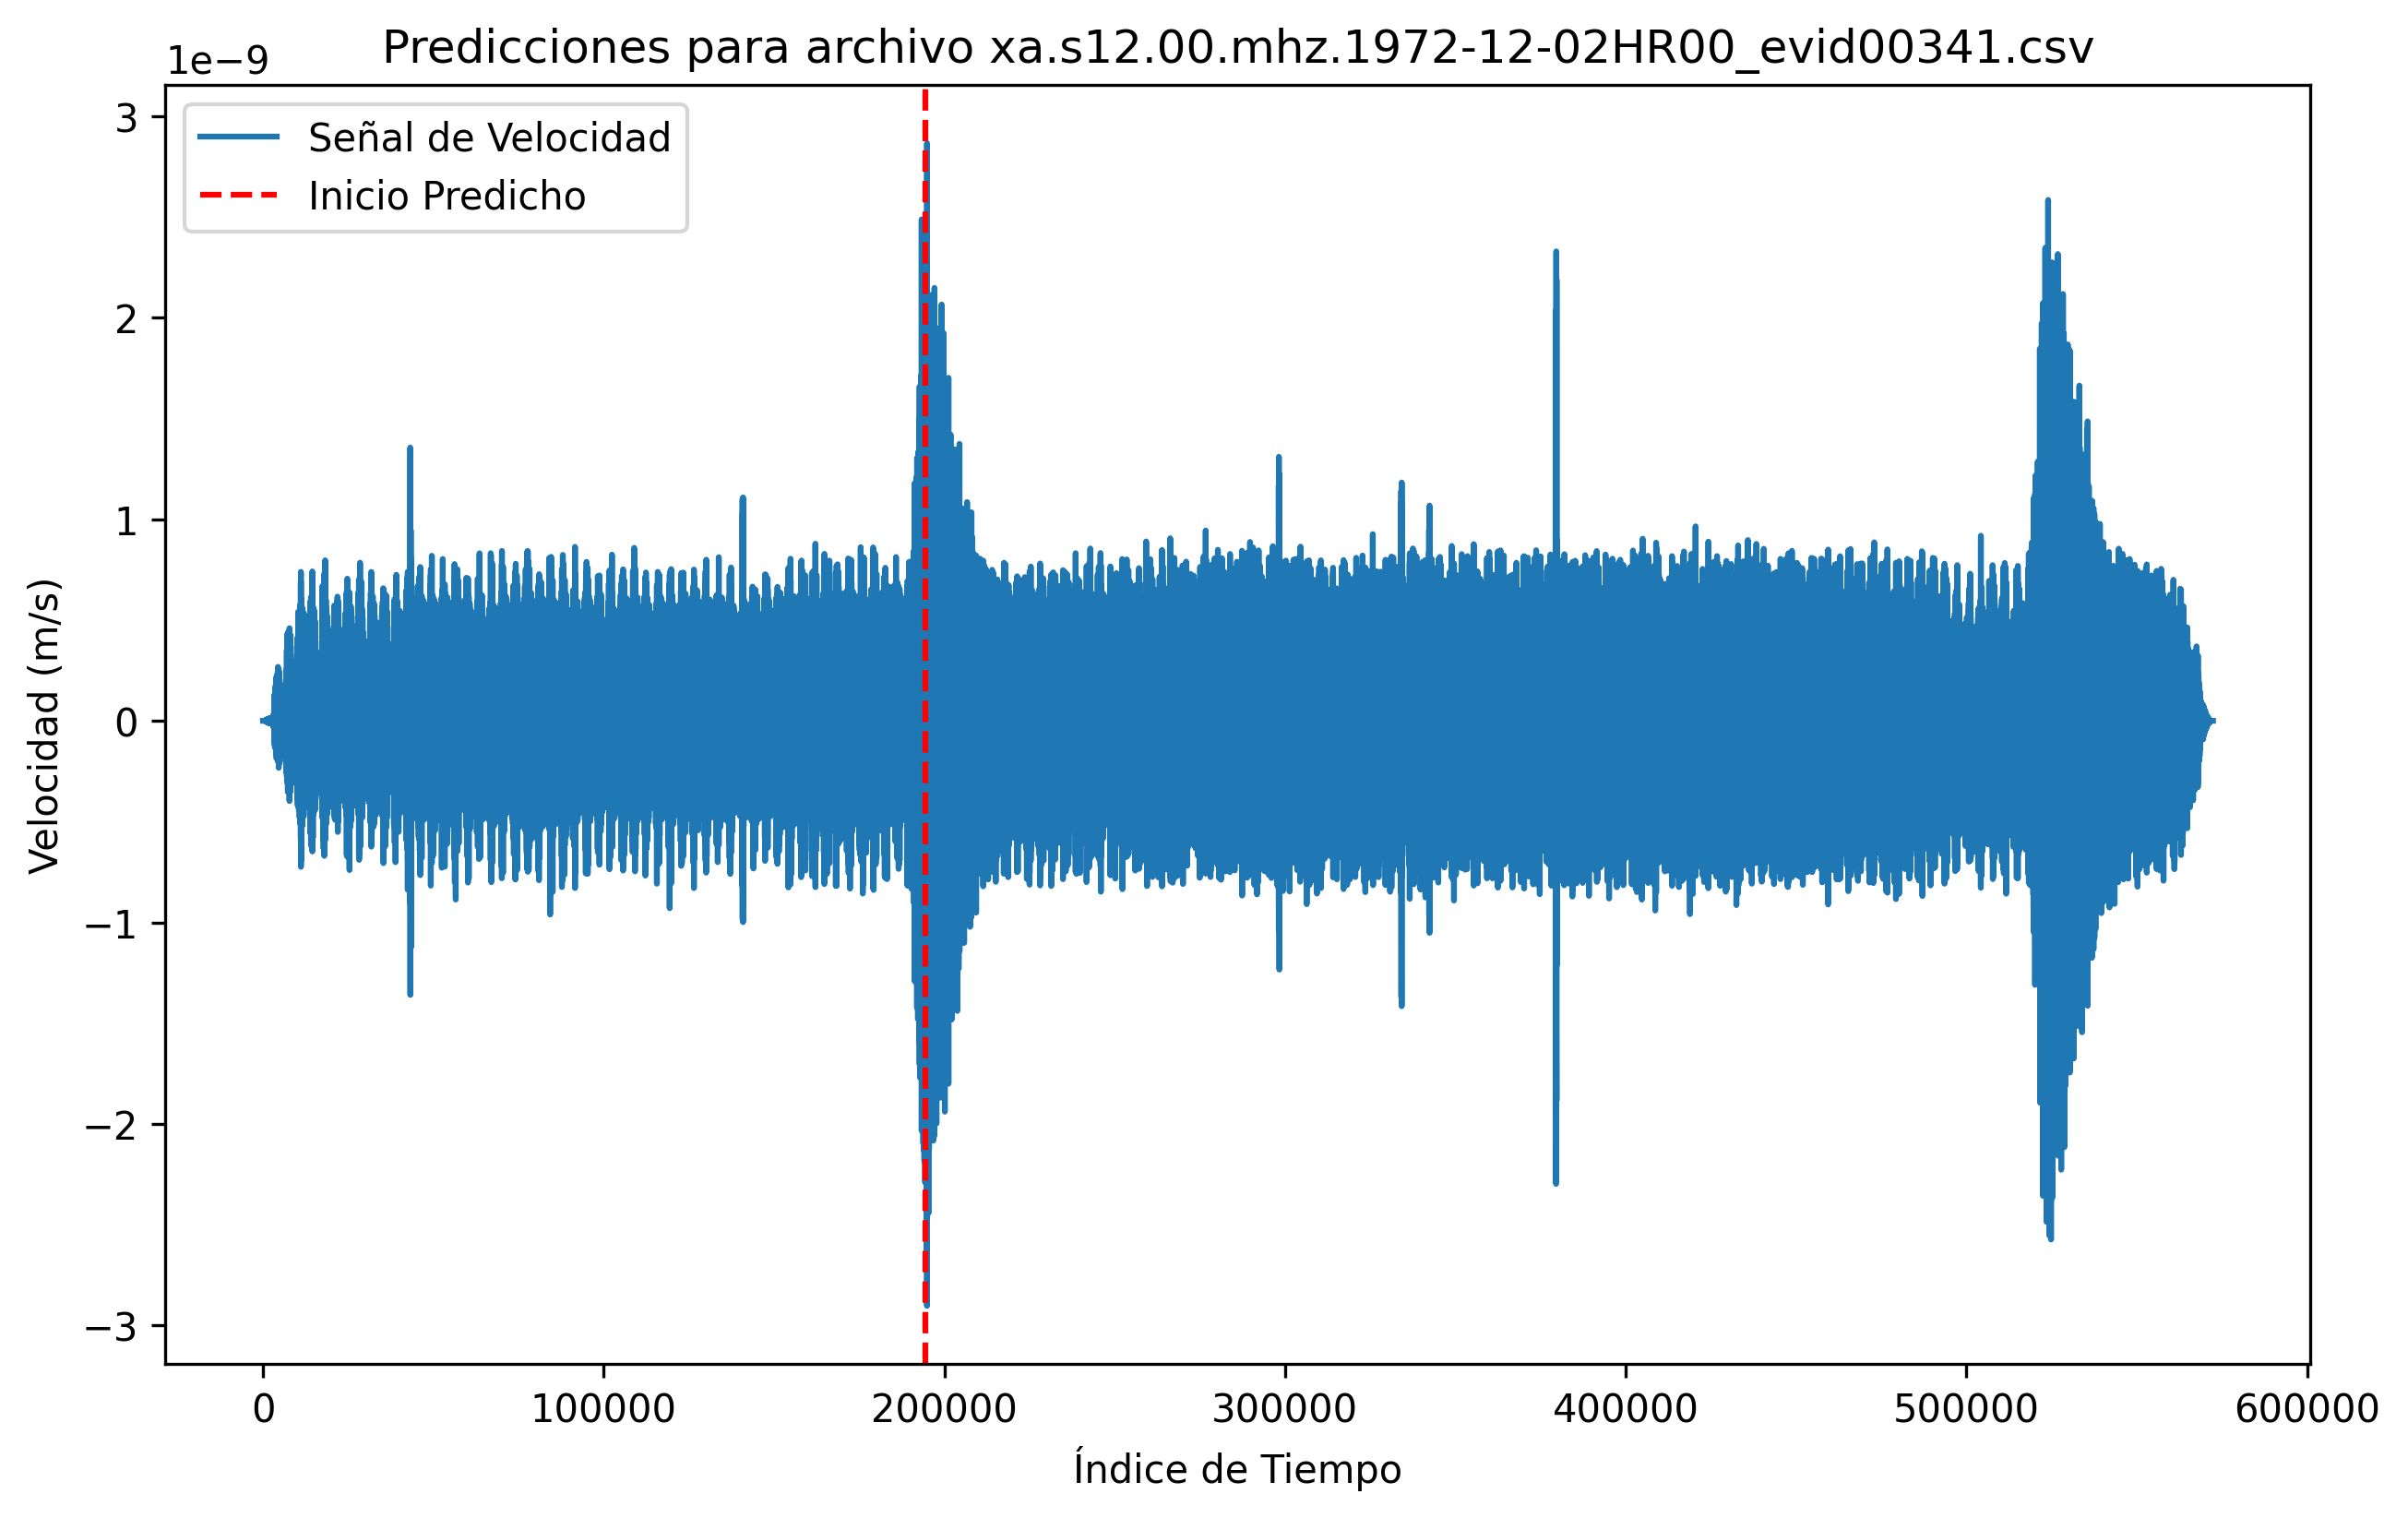 Predicciones para archivo xa.s12.00.mhz.1972-12-02HR00_evid00341.csv
1e−9
Señal de Velocidad
Inicio Predicho
3
2
1
0
−1
−2
−3
Velocidad (m/s)
0 100000 200000 300000 400000 500000 600000
Índice de Tiempo